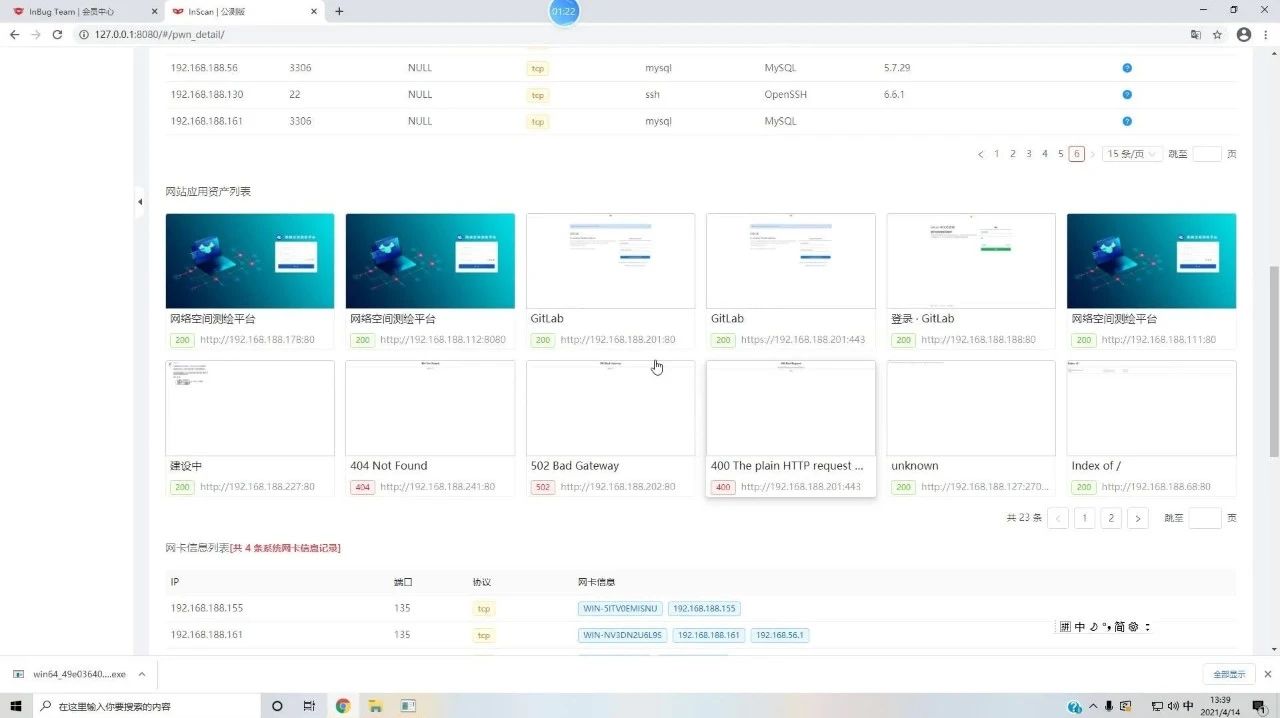 InBug Team | 会员中心
InScan | 公测版
01:22
127.0.0.1:8080/#/pwn_detail/
192.168.188.56 3306 NULL tcp mysql MySQL 5.7.29
192.168.188.130 22 NULL tcp ssh OpenSSH 6.6.1
192.168.188.161 3306 NULL tcp mysql MySQL
< 1 2 3 4 5 6 > 15 条/页 跳至 页
网站应用资产列表
网络空间测绘平台 网络空间测绘平台 GitLab GitLab 登录 · GitLab 网络空间测绘平台
200 http://192.168.188.178:80 200 http://192.168.188.112:8080 200 http://192.168.188.201:80 200 https://192.168.188.201:443 200 http://192.168.188.188:80 200 http://192.168.188.111:80
建设中 404 Not Found 502 Bad Gateway 400 The plain HTTP request ... unknown Index of /
200 http://192.168.188.227:80 404 http://192.168.188.241:80 502 http://192.168.188.202:80 400 http://192.168.188.201:443 200 http://192.168.188.127:270... 200 http://192.168.188.68:80
共 23 条 < 1 2 > 跳至 页
网卡信息列表[共 4 条系统网卡信息记录]
IP 端口 协议 网卡信息
192.168.188.155 135 tcp WIN-5ITV0EMISNU 192.168.188.155
192.168.188.161 135 tcp WIN-NV3DN2U6L9S 192.168.188.161 192.168.56.1
拼 中 简
win64_49e03640....exe
全部显示
在这里输入你要搜索的内容
中
13:39
2021/4/14